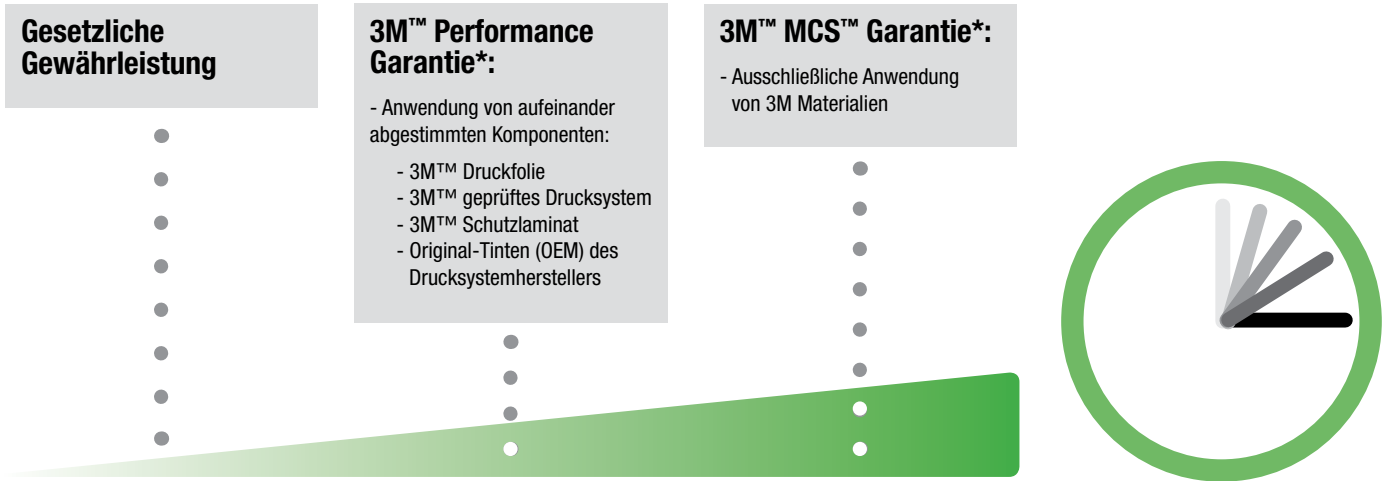 Gesetzliche
Gewährleistung
3M™ Performance
Garantie*:
- Anwendung von aufeinander
abgestimmten Komponenten:
- 3M™ Druckfolie
- 3M™ geprüftes Drucksystem
- 3M™ Schutzlaminat
- Original-Tinten (OEM) des
Drucksystemherstellers
3M™ MCS™ Garantie*:
- Ausschließliche Anwendung
von 3M Materialien